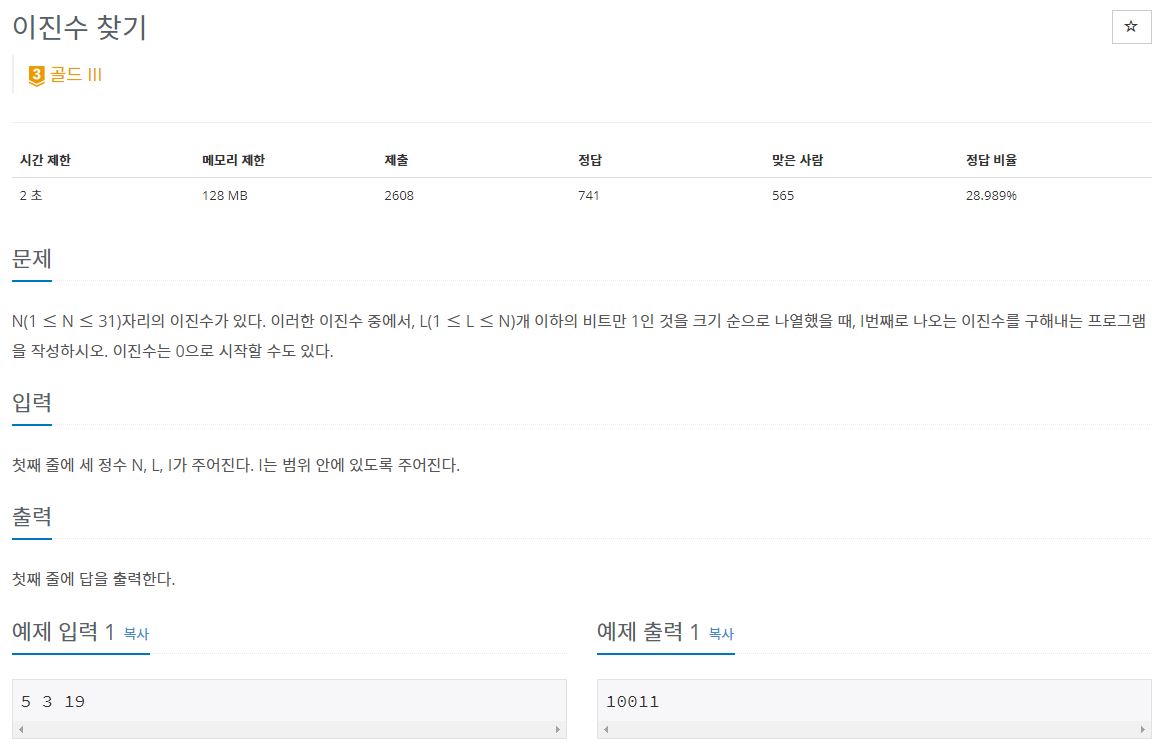 이진수 찾기
☆
3 골드 III
시간 제한 메모리 제한 제출 정답 맞은 사람 정답 비율
2 초 128 MB 2608 741 565 28.989%
문제
N(1 ≤ N ≤ 31)자리의 이진수가 있다. 이러한 이진수 중에서, L(1 ≤ L ≤ N)개 이하의 비트만 1인 것을 크기 순으로 나열했을 때, I번째로 나오는 이진수를 구해내는 프로그램
을 작성하시오. 이진수는 0으로 시작할 수도 있다.
입력
첫째 줄에 세 정수 N, L, I가 주어진다. I는 범위 안에 있도록 주어진다.
출력
첫째 줄에 답을 출력한다.
예제 입력 1 복사
5 3 19
예제 출력 1 복사
10011